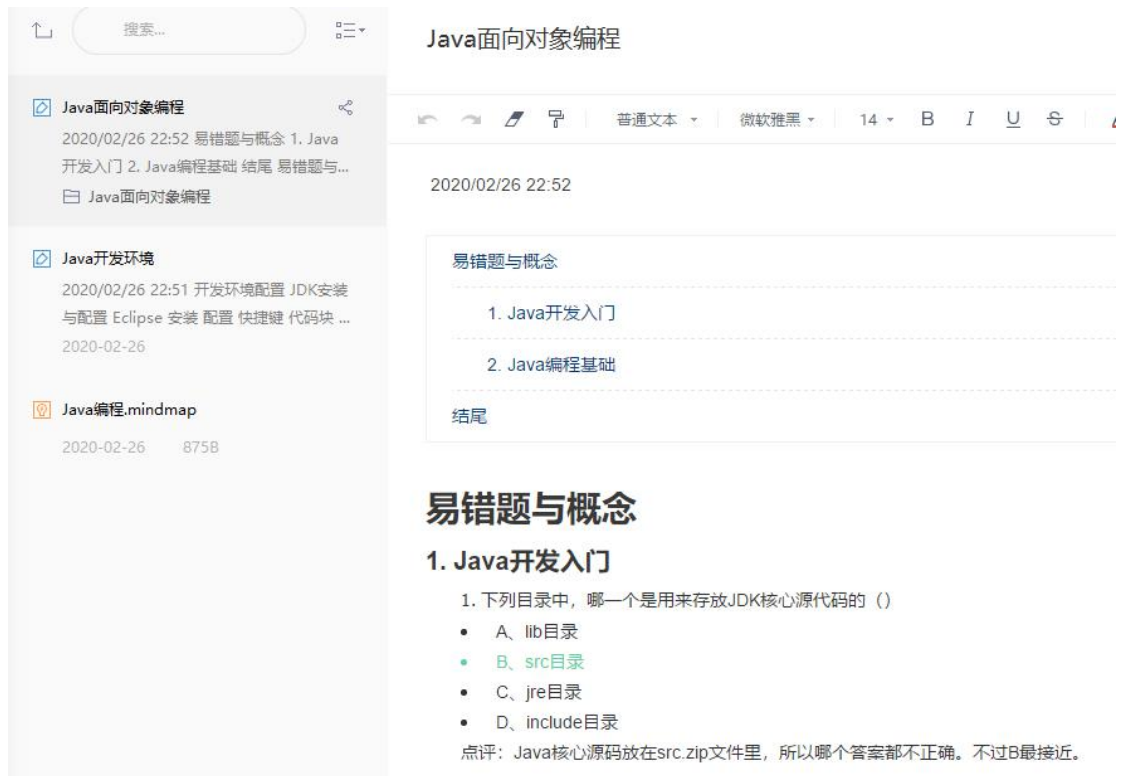 搜索...
Java面向对象编程
2020/02/26 22:52 易错题与概念 1. Java
开发入门 2. Java编程基础 结尾 易错题与...
Java面向对象编程
Java开发环境
2020/02/26 22:51 开发环境配置 JDK安装
与配置 Eclipse 安装 配置 快捷键 代码块 ...
2020-02-26
Java编程.mindmap
2020-02-26 875B
Java面向对象编程
普通文本 微软雅黑 14 B I U S
2020/02/26 22:52
易错题与概念
1. Java开发入门
2. Java编程基础
结尾
易错题与概念
1. Java开发入门
1. 下列目录中，哪一个是用来存放JDK核心源代码的（）
• A、lib目录
• B、src目录
• C、jre目录
• D、include目录
点评：Java核心源码放在src.zip文件里，所以哪个答案都不正确。不过B最接近。